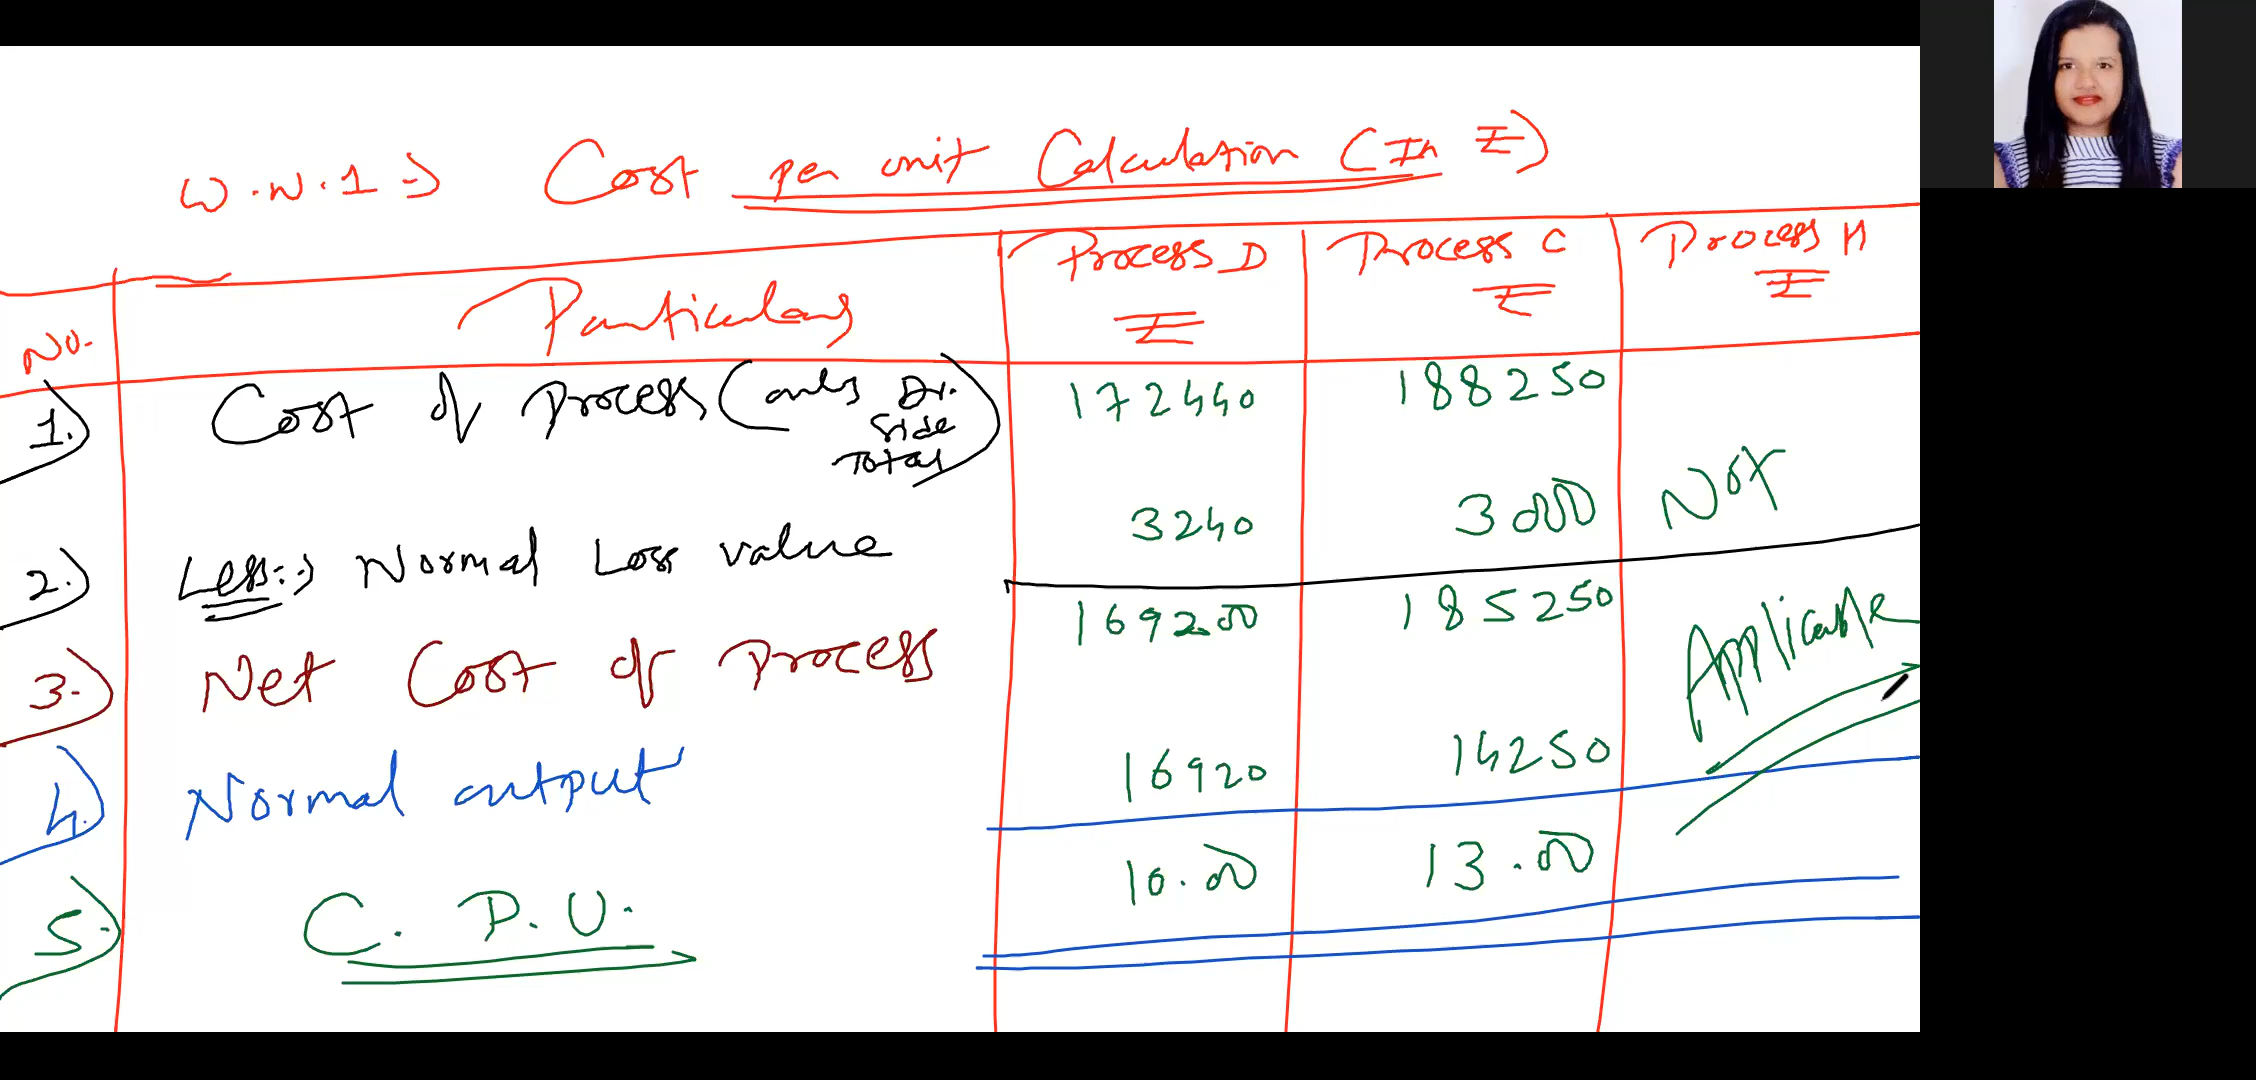 W.N.1 ⇒ Cost per unit Calculation (In ₹)
No. Particulars Process D ₹ Process C ₹ Process H ₹
1.) Cost of Process (only Dr. Side Total) 172440 188250
2.) Less:⇒ Normal Loss value 3240 3000 Not
3.) Net Cost of Process 169200 185250 Applicable
4.) Normal output 16920 14250
5.) C.P.U. 10.00 13.00